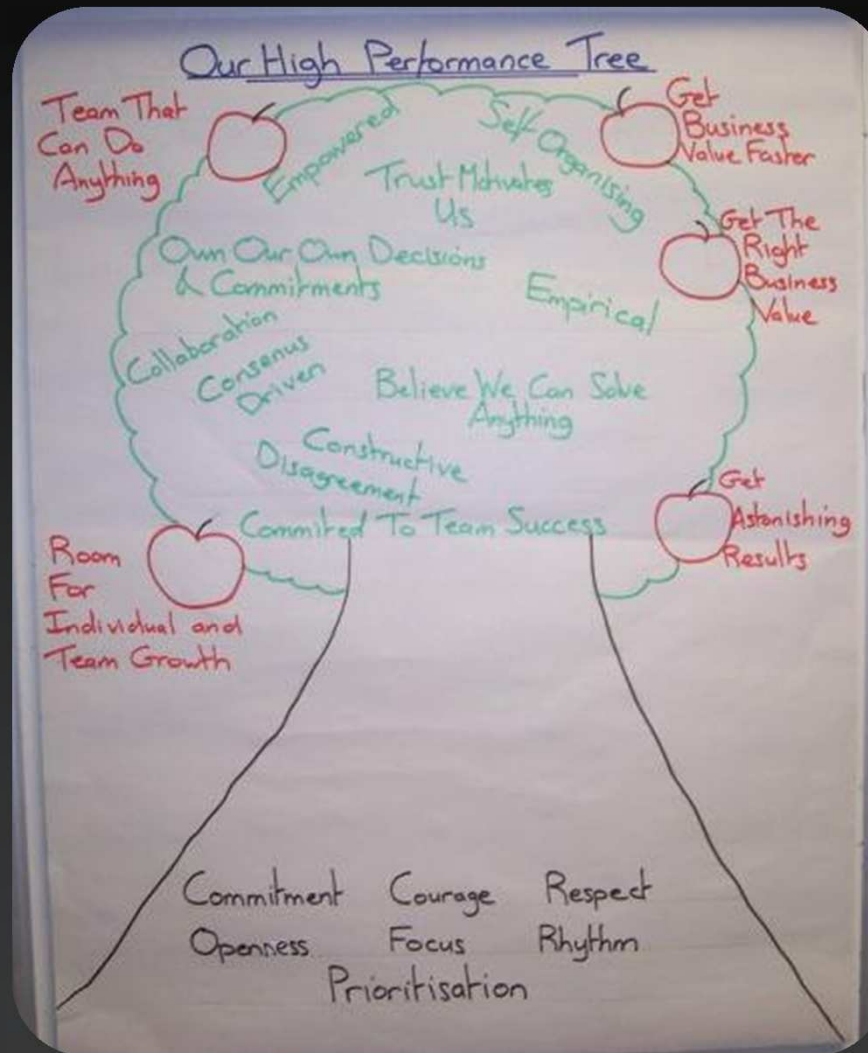 Our High Performance Tree
Team That
Can Do
Anything
Empowered
Self Organising
Get
Business
Value Faster
Trust Motivates
Us
Get The
Right
Business
Value
Own Our Own Decisions
& Commitments
Empirical
Collaboration
Consenus
Driven
Believe We Can Solve
Anything
Constructive
Disagreement
Get
Astonishing
Results
Commited To Team Success
Room
For
Individual and
Team Growth
Commitment Courage Respect
Openness Focus Rhythm
Prioritisation